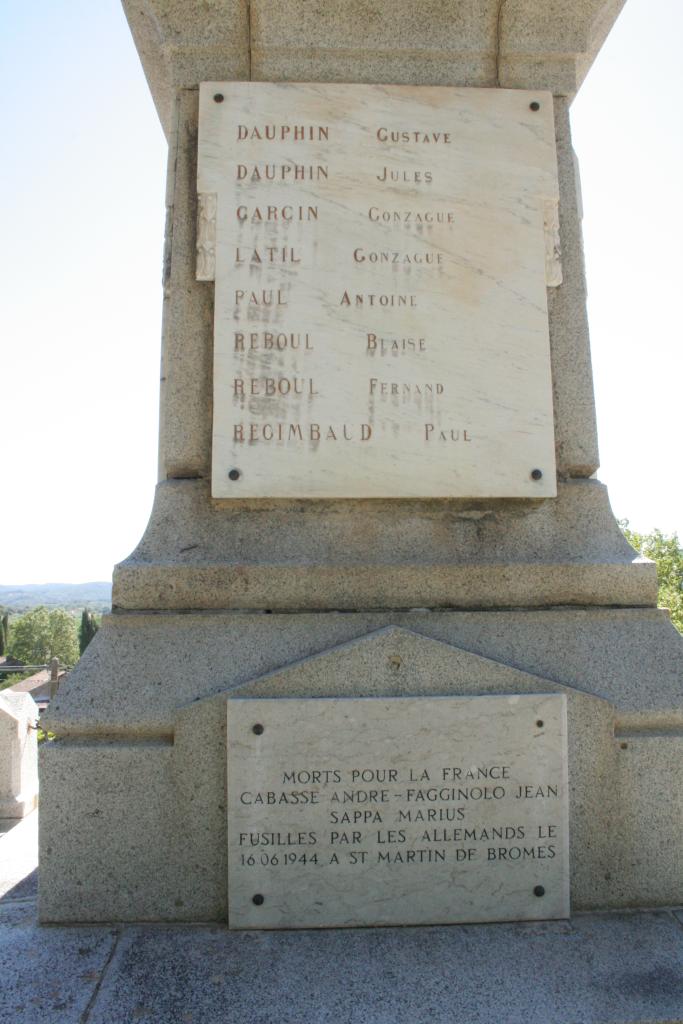 DAUPHIN GUSTAVE
DAUPHIN JULES
GARCIN GONZAGUE
LATIL GONZAGUE
PAUL ANTOINE
REBOUL BLAISE
REBOUL FERNAND
REGIMBAUD PAUL
MORTS POUR LA FRANCE
CABASSE ANDRE-FAGGINOLO JEAN
SAPPA MARIUS
FUSILLES PAR LES ALLEMANDS LE
16.06.1944 A ST MARTIN DE BROMES